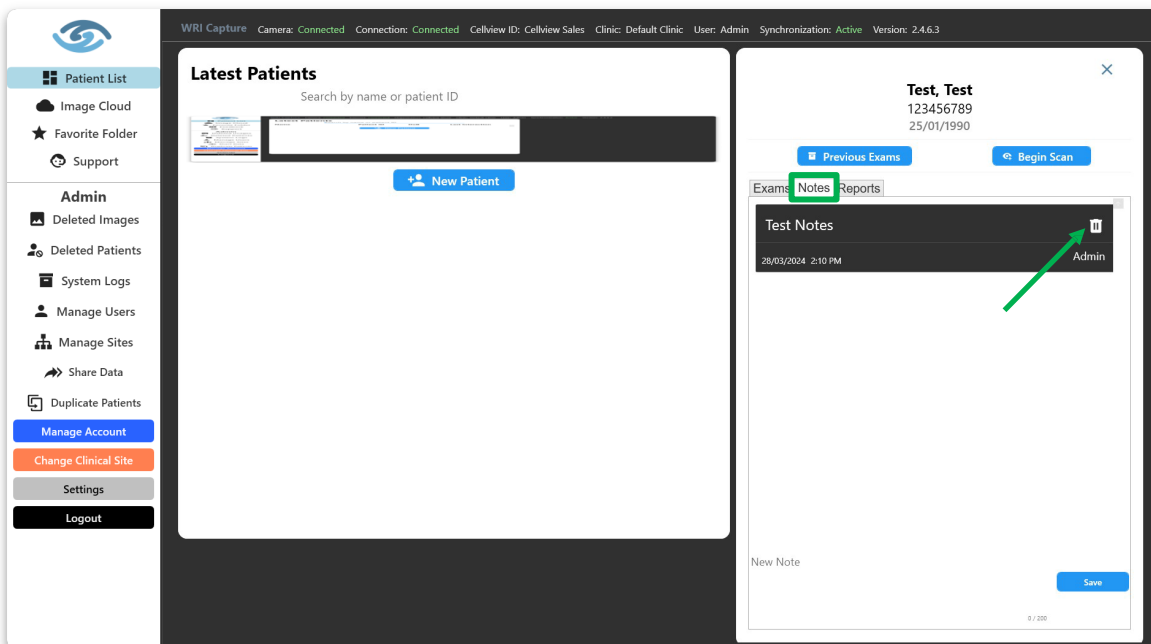 WRI Capture Camera: Connected Connection: Connected Cellview ID: Cellview Sales Clinic: Default Clinic User: Admin Synchronization: Active Version: 2.4.6.3
Patient List
Image Cloud
Favorite Folder
Support
Admin
Deleted Images
Deleted Patients
System Logs
Manage Users
Manage Sites
Share Data
Duplicate Patients
Manage Account
Change Clinical Site
Settings
Logout
Latest Patients
Search by name or patient ID
New Patient
Test, Test
123456789
25/01/1990
Previous Exams Begin Scan
Exams Notes Reports
Test Notes
28/03/2024 2:10 PM Admin
New Note
Save
0 / 200